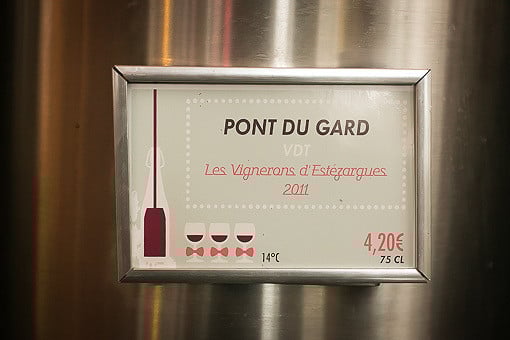 PONT DU GARD
VDT
Les Vignerons d'Estézargues
2011
14°C
4,20€
75 CL